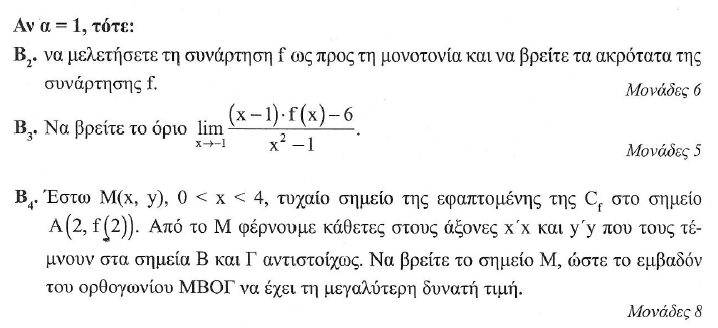 Αν α = 1, τότε:
Β₂. να μελετήσετε τη συνάρτηση f ως προς τη μονοτονία και να βρείτε τα ακρότατα της
συνάρτησης f.
Μονάδες 6
Β₃. Να βρείτε το όριο lim x→-1 (x–1)·f(x)–6 / x² –1 .
Μονάδες 5
Β₄. Έστω Μ(x, y), 0 < x < 4, τυχαίο σημείο της εφαπτομένης της C_f στο σημείο
Α(2, f(2)). Από το Μ φέρνουμε κάθετες στους άξονες x΄x και y΄y που τους τέ-
μνουν στα σημεία Β και Γ αντιστοίχως. Να βρείτε το σημείο Μ, ώστε το εμβαδόν
του ορθογωνίου ΜΒΟΓ να έχει τη μεγαλύτερη δυνατή τιμή.
Μονάδες 8